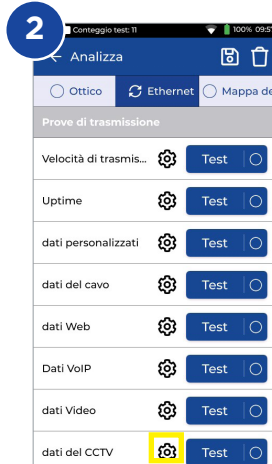 2
Conteggio test: 11 100% 09:5
Analizza
Ottico Ethernet Mappa de
Prove di trasmissione
Velocità di trasmis... Test
Uptime Test
dati personalizzati Test
dati del cavo Test
dati Web Test
Dati VoIP Test
dati Video Test
dati del CCTV Test